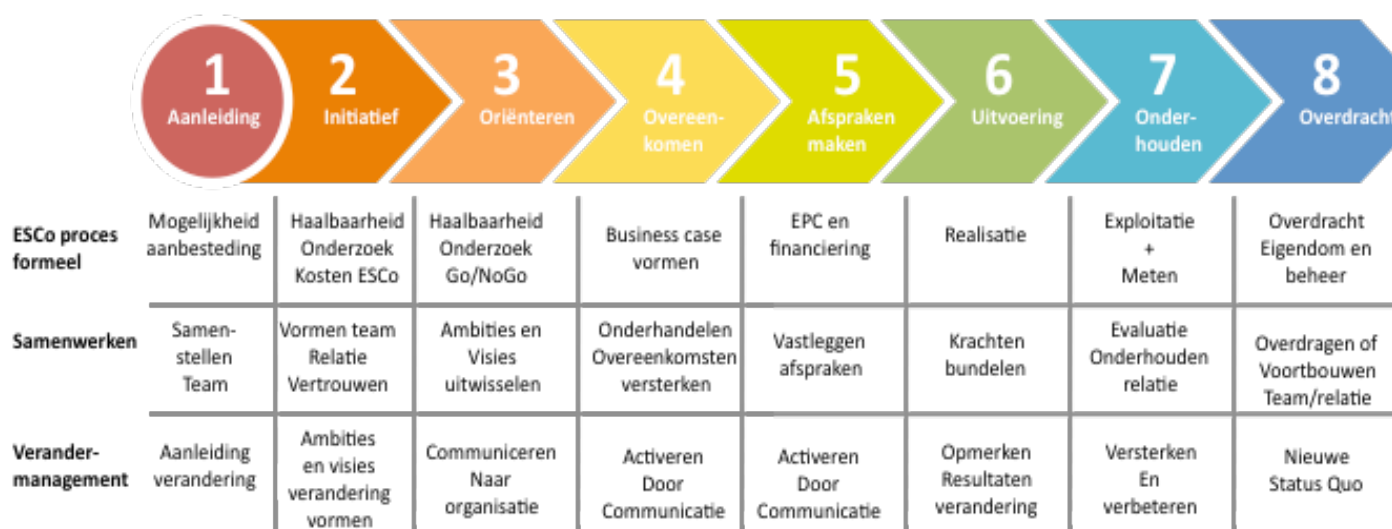 1
Aanleiding
2
Initiatief
3
Oriënteren
4
Overeen-
komen
5
Afspraken
maken
6
Uitvoering
7
Onder-
houden
8
Overdracht
ESCo proces
formeel
Mogelijkheid
aanbesteding
Haalbaarheid
Onderzoek
Kosten ESCo
Haalbaarheid
Onderzoek
Go/NoGo
Business case
vormen
EPC en
financiering
Realisatie
Exploitatie
+
Meten
Overdracht
Eigendom en
beheer
Samenwerken
Samen-
stellen
Team
Vormen team
Relatie
Vertrouwen
Ambities en
Visies
uitwisselen
Onderhandelen
Overeenkomsten
versterken
Vastleggen
afspraken
Krachten
bundelen
Evaluatie
Onderhouden
relatie
Overdragen of
Voortbouwen
Team/relatie
Verander-
management
Aanleiding
verandering
Ambities
en visies
verandering
vormen
Communiceren
Naar
organisatie
Activeren
Door
Communicatie
Activeren
Door
Communicatie
Opmerken
Resultaten
verandering
Versterken
En
verbeteren
Nieuwe
Status Quo